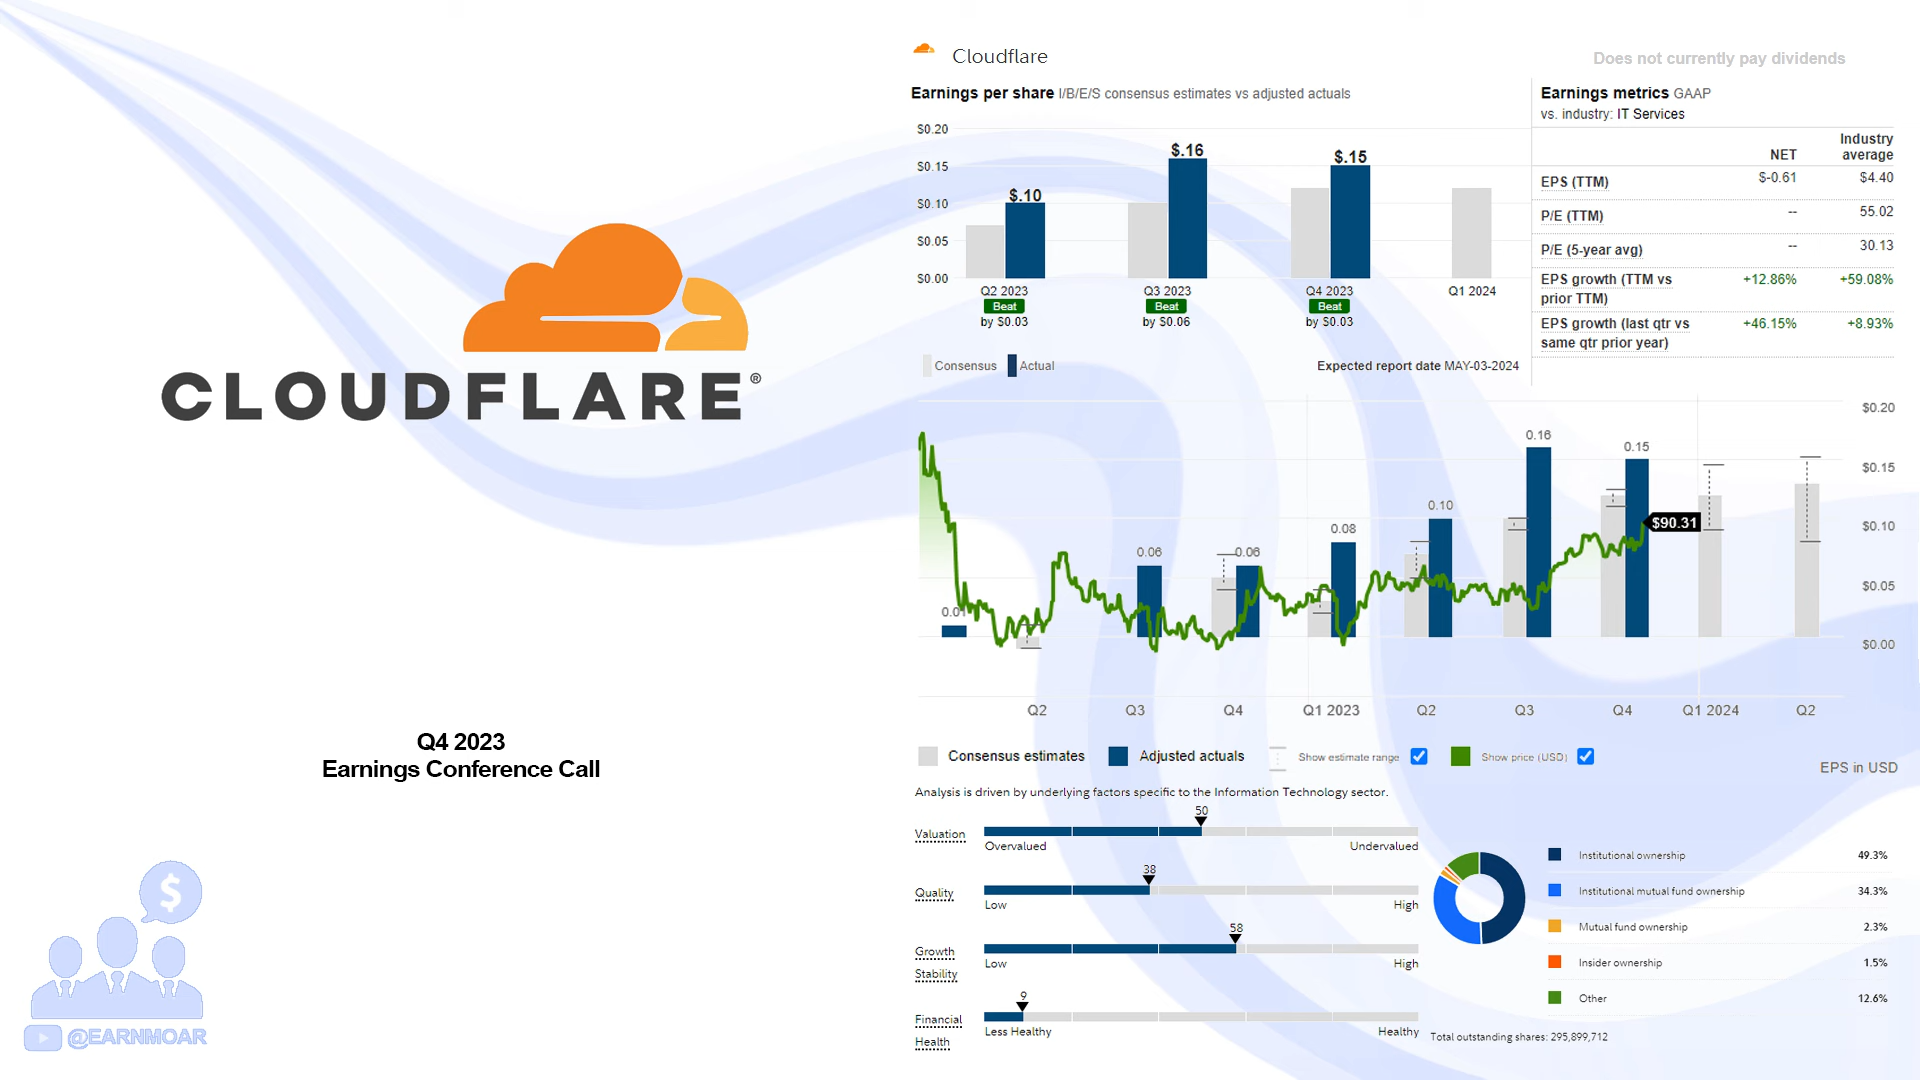 CLOUDFLARE®
Q4 2023
Earnings Conference Call
$
@EARNMOAR
Cloudflare
Does not currently pay dividends
Earnings per share I/B/E/S consensus estimates vs adjusted actuals
$0.20
$0.15
$0.10
$0.05
$0.00
$.10
$.16
$.15
Q2 2023
Beat
by $0.03
Q3 2023
Beat
by $0.06
Q4 2023
Beat
by $0.03
Q1 2024
Consensus
Actual
Expected report date MAY-03-2024
Earnings metrics GAAP
vs. industry: IT Services
NET
Industry
average
EPS (TTM)
$-0.61
$4.40
P/E (TTM)
--
55.02
P/E (5-year avg)
--
30.13
EPS growth (TTM vs
prior TTM)
+12.86%
+59.08%
EPS growth (last qtr vs
same qtr prior year)
+46.15%
+8.93%
$0.20
$0.15
$0.10
$0.05
$0.00
0.01
0.06
0.06
0.08
0.10
0.16
0.15
$90.31
Q2
Q3
Q4
Q1 2023
Q2
Q3
Q4
Q1 2024
Q2
Consensus estimates
Adjusted actuals
Show estimate range
Show price (USD)
EPS in USD
Analysis is driven by underlying factors specific to the Information Technology sector.
Valuation
50
Overvalued
Undervalued
Quality
38
Low
High
Growth
Stability
58
Low
High
Financial
Health
9
Less Healthy
Healthy
Institutional ownership
49.3%
Institutional mutual fund ownership
34.3%
Mutual fund ownership
2.3%
Insider ownership
1.5%
Other
12.6%
Total outstanding shares: 295,899,712